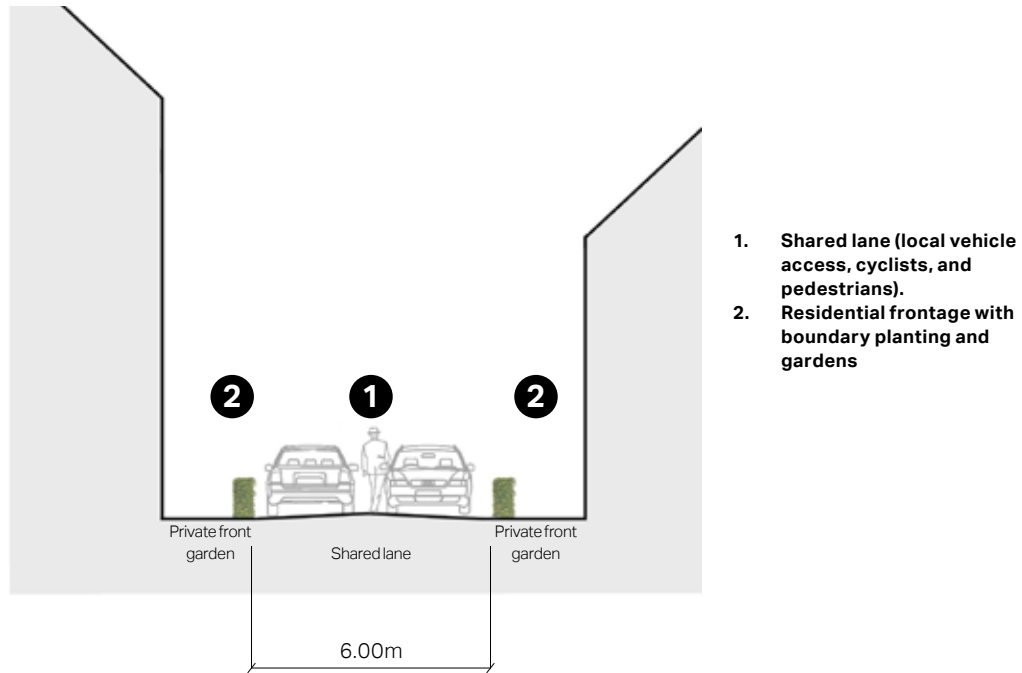 2
1
2
Private front
garden
Shared lane
Private front
garden
6.00m
1. Shared lane (local vehicle
access, cyclists, and
pedestrians).
2. Residential frontage with
boundary planting and
gardens